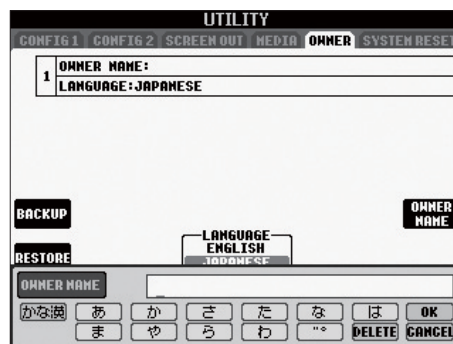 UTILITY
CONFIG 1 CONFIG 2 SCREEN OUT MEDIA OWNER SYSTEM RESET
1 OWNER NAME:
LANGUAGE:JAPANESE
BACKUP
OWNER NAME
LANGUAGE
ENGLISH
RESTORE
JAPANESE
OWNER NAME
かな漢 あ か さ た な は OK
ま や ら わ "° DELETE CANCEL